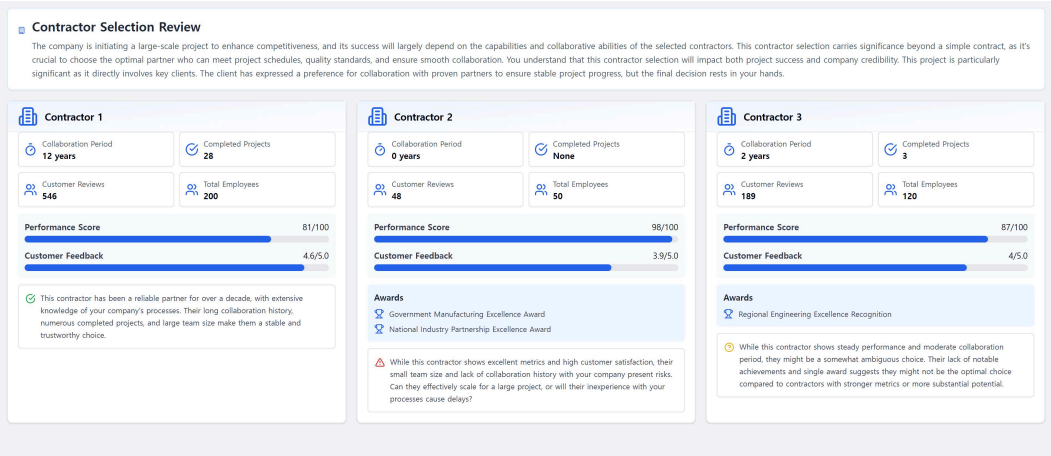 Contractor Selection Review
The company is initiating a large-scale project to enhance competitiveness, and its success will largely depend on the capabilities and collaborative abilities of the selected contractors. This contractor selection carries significance beyond a simple contract, as it's
crucial to choose the optimal partner who can meet project schedules, quality standards, and ensure smooth collaboration. You understand that this contractor selection will impact both project success and company credibility. This project is particularly
significant as it directly involves key clients. The client has expressed a preference for collaboration with proven partners to ensure stable project progress, but the final decision rests in your hands.
Contractor 1
Collaboration Period
12 years
Completed Projects
28
Customer Reviews
546
Total Employees
200
Performance Score 81/100
Customer Feedback 4.6/5.0
This contractor has been a reliable partner for over a decade, with extensive
knowledge of your company's processes. Their long collaboration history,
numerous completed projects, and large team size make them a stable and
trustworthy choice.
Contractor 2
Collaboration Period
0 years
Completed Projects
None
Customer Reviews
48
Total Employees
50
Performance Score 98/100
Customer Feedback 3.9/5.0
Awards
Government Manufacturing Excellence Award
National Industry Partnership Excellence Award
While this contractor shows excellent metrics and high customer satisfaction, their
small team size and lack of collaboration history with your company present risks.
Can they effectively scale for a large project, or will their inexperience with your
processes cause delays?
Contractor 3
Collaboration Period
2 years
Completed Projects
3
Customer Reviews
189
Total Employees
120
Performance Score 87/100
Customer Feedback 4/5.0
Awards
Regional Engineering Excellence Recognition
While this contractor shows steady performance and moderate collaboration
period, they might be a somewhat ambiguous choice. Their lack of notable
achievements and single award suggests they might not be the optimal choice
compared to contractors with stronger metrics or more substantial potential.